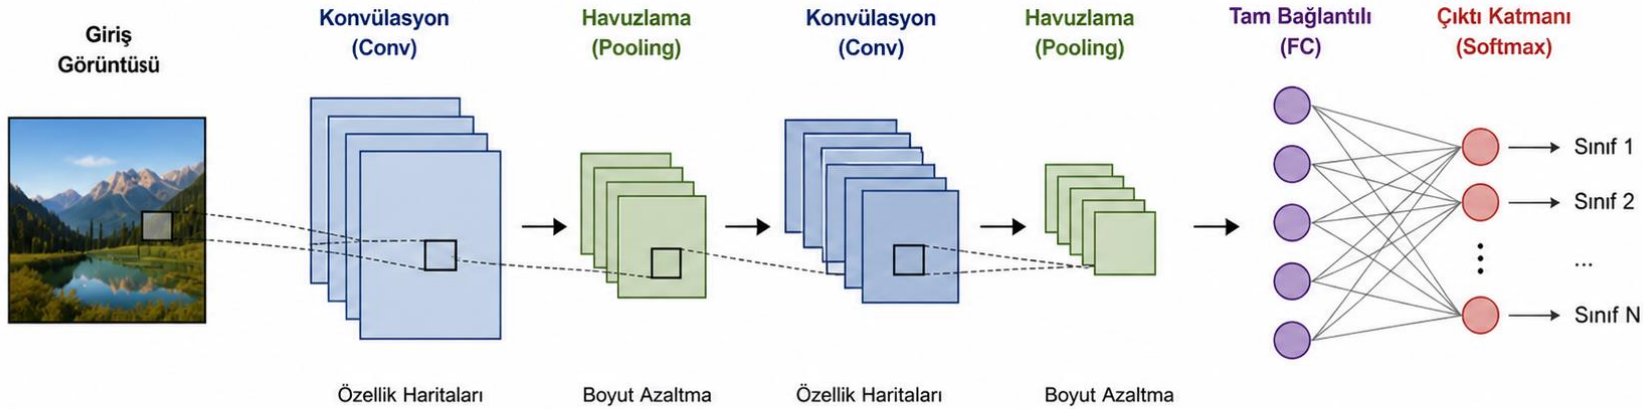 Giriş
Görüntüsü
Konvülasyon
(Conv)
Havuzlama
(Pooling)
Konvülasyon
(Conv)
Havuzlama
(Pooling)
Tam Bağlantılı
(FC)
Çıktı Katmanı
(Softmax)
Sınıf 1
Sınıf 2
...
Sınıf N
Özellik Haritaları
Boyut Azaltma
Özellik Haritaları
Boyut Azaltma